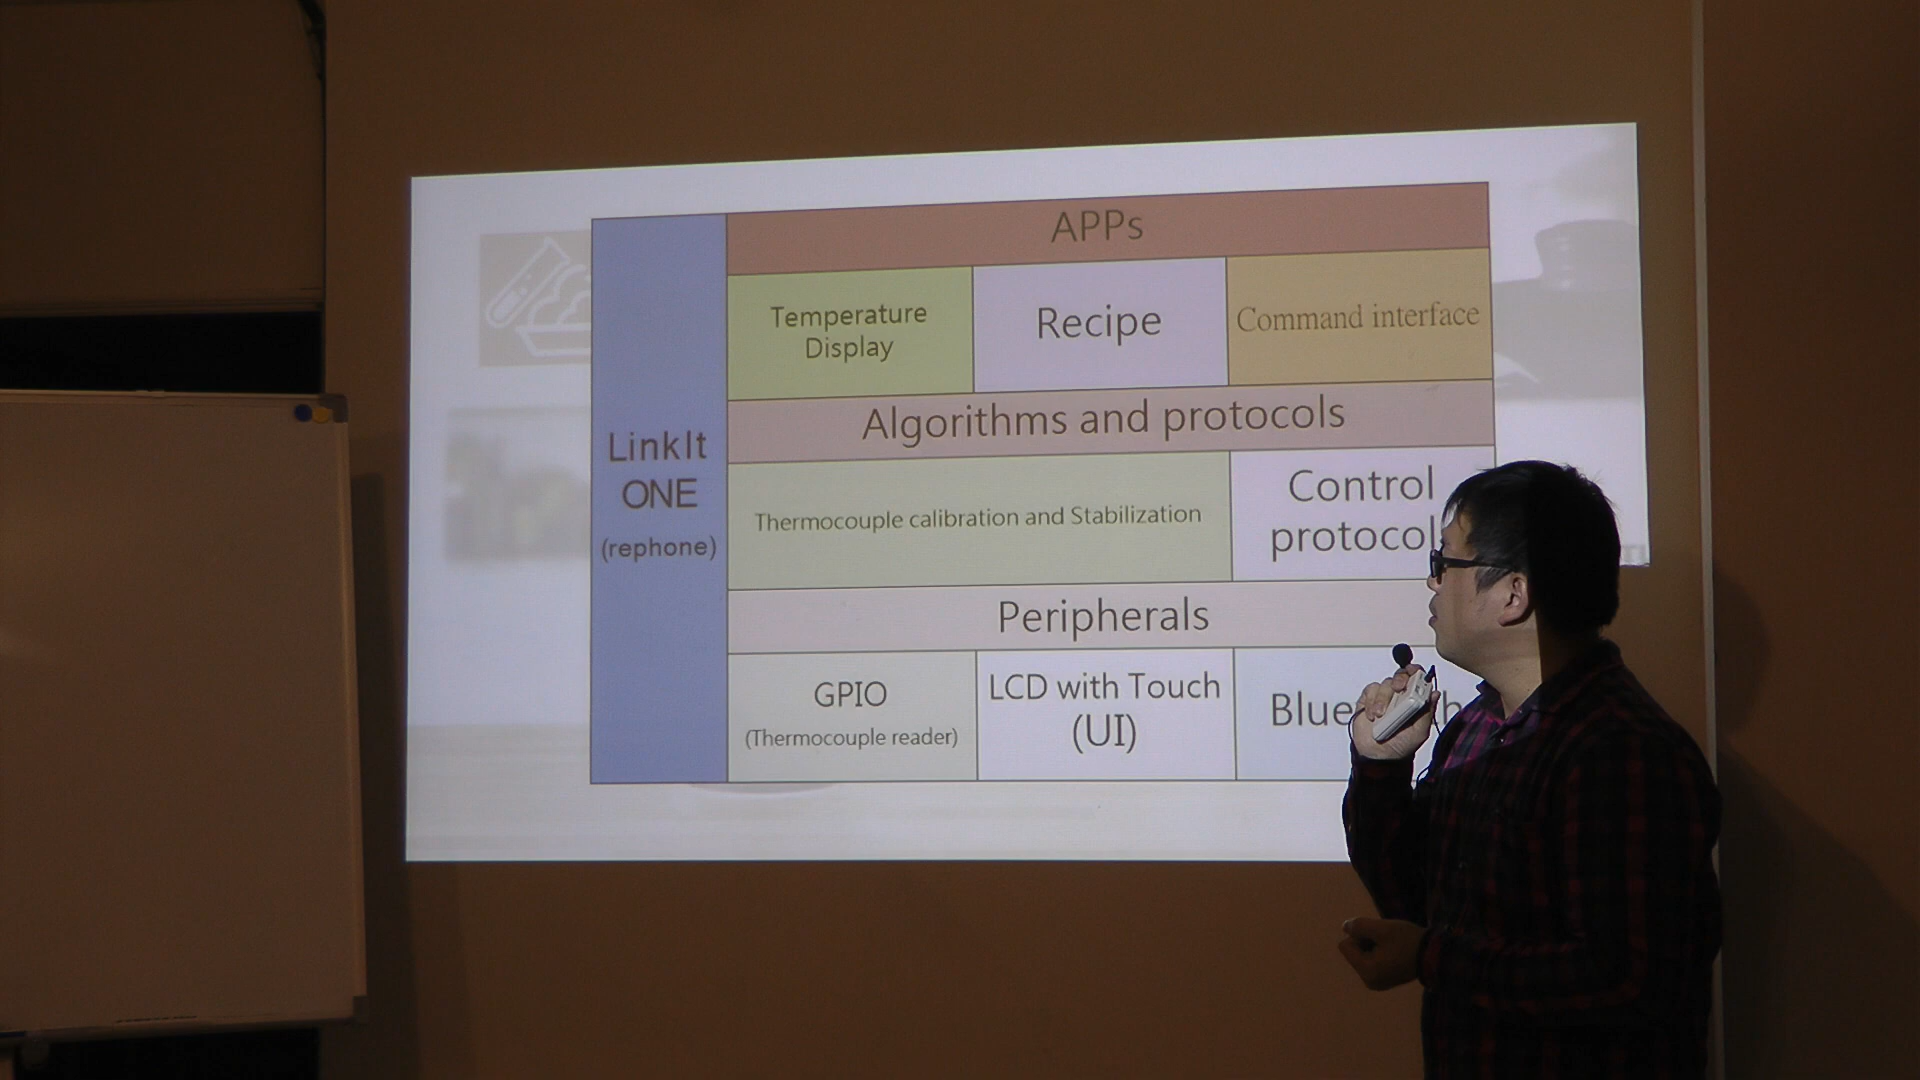 APPs
Temperature
Display
Recipe
Command interface
Algorithms and protocols
LinkIt
ONE
(rephone)
Thermocouple calibration and Stabilization
Control
protocol
Peripherals
GPIO
(Thermocouple reader)
LCD with Touch
(UI)